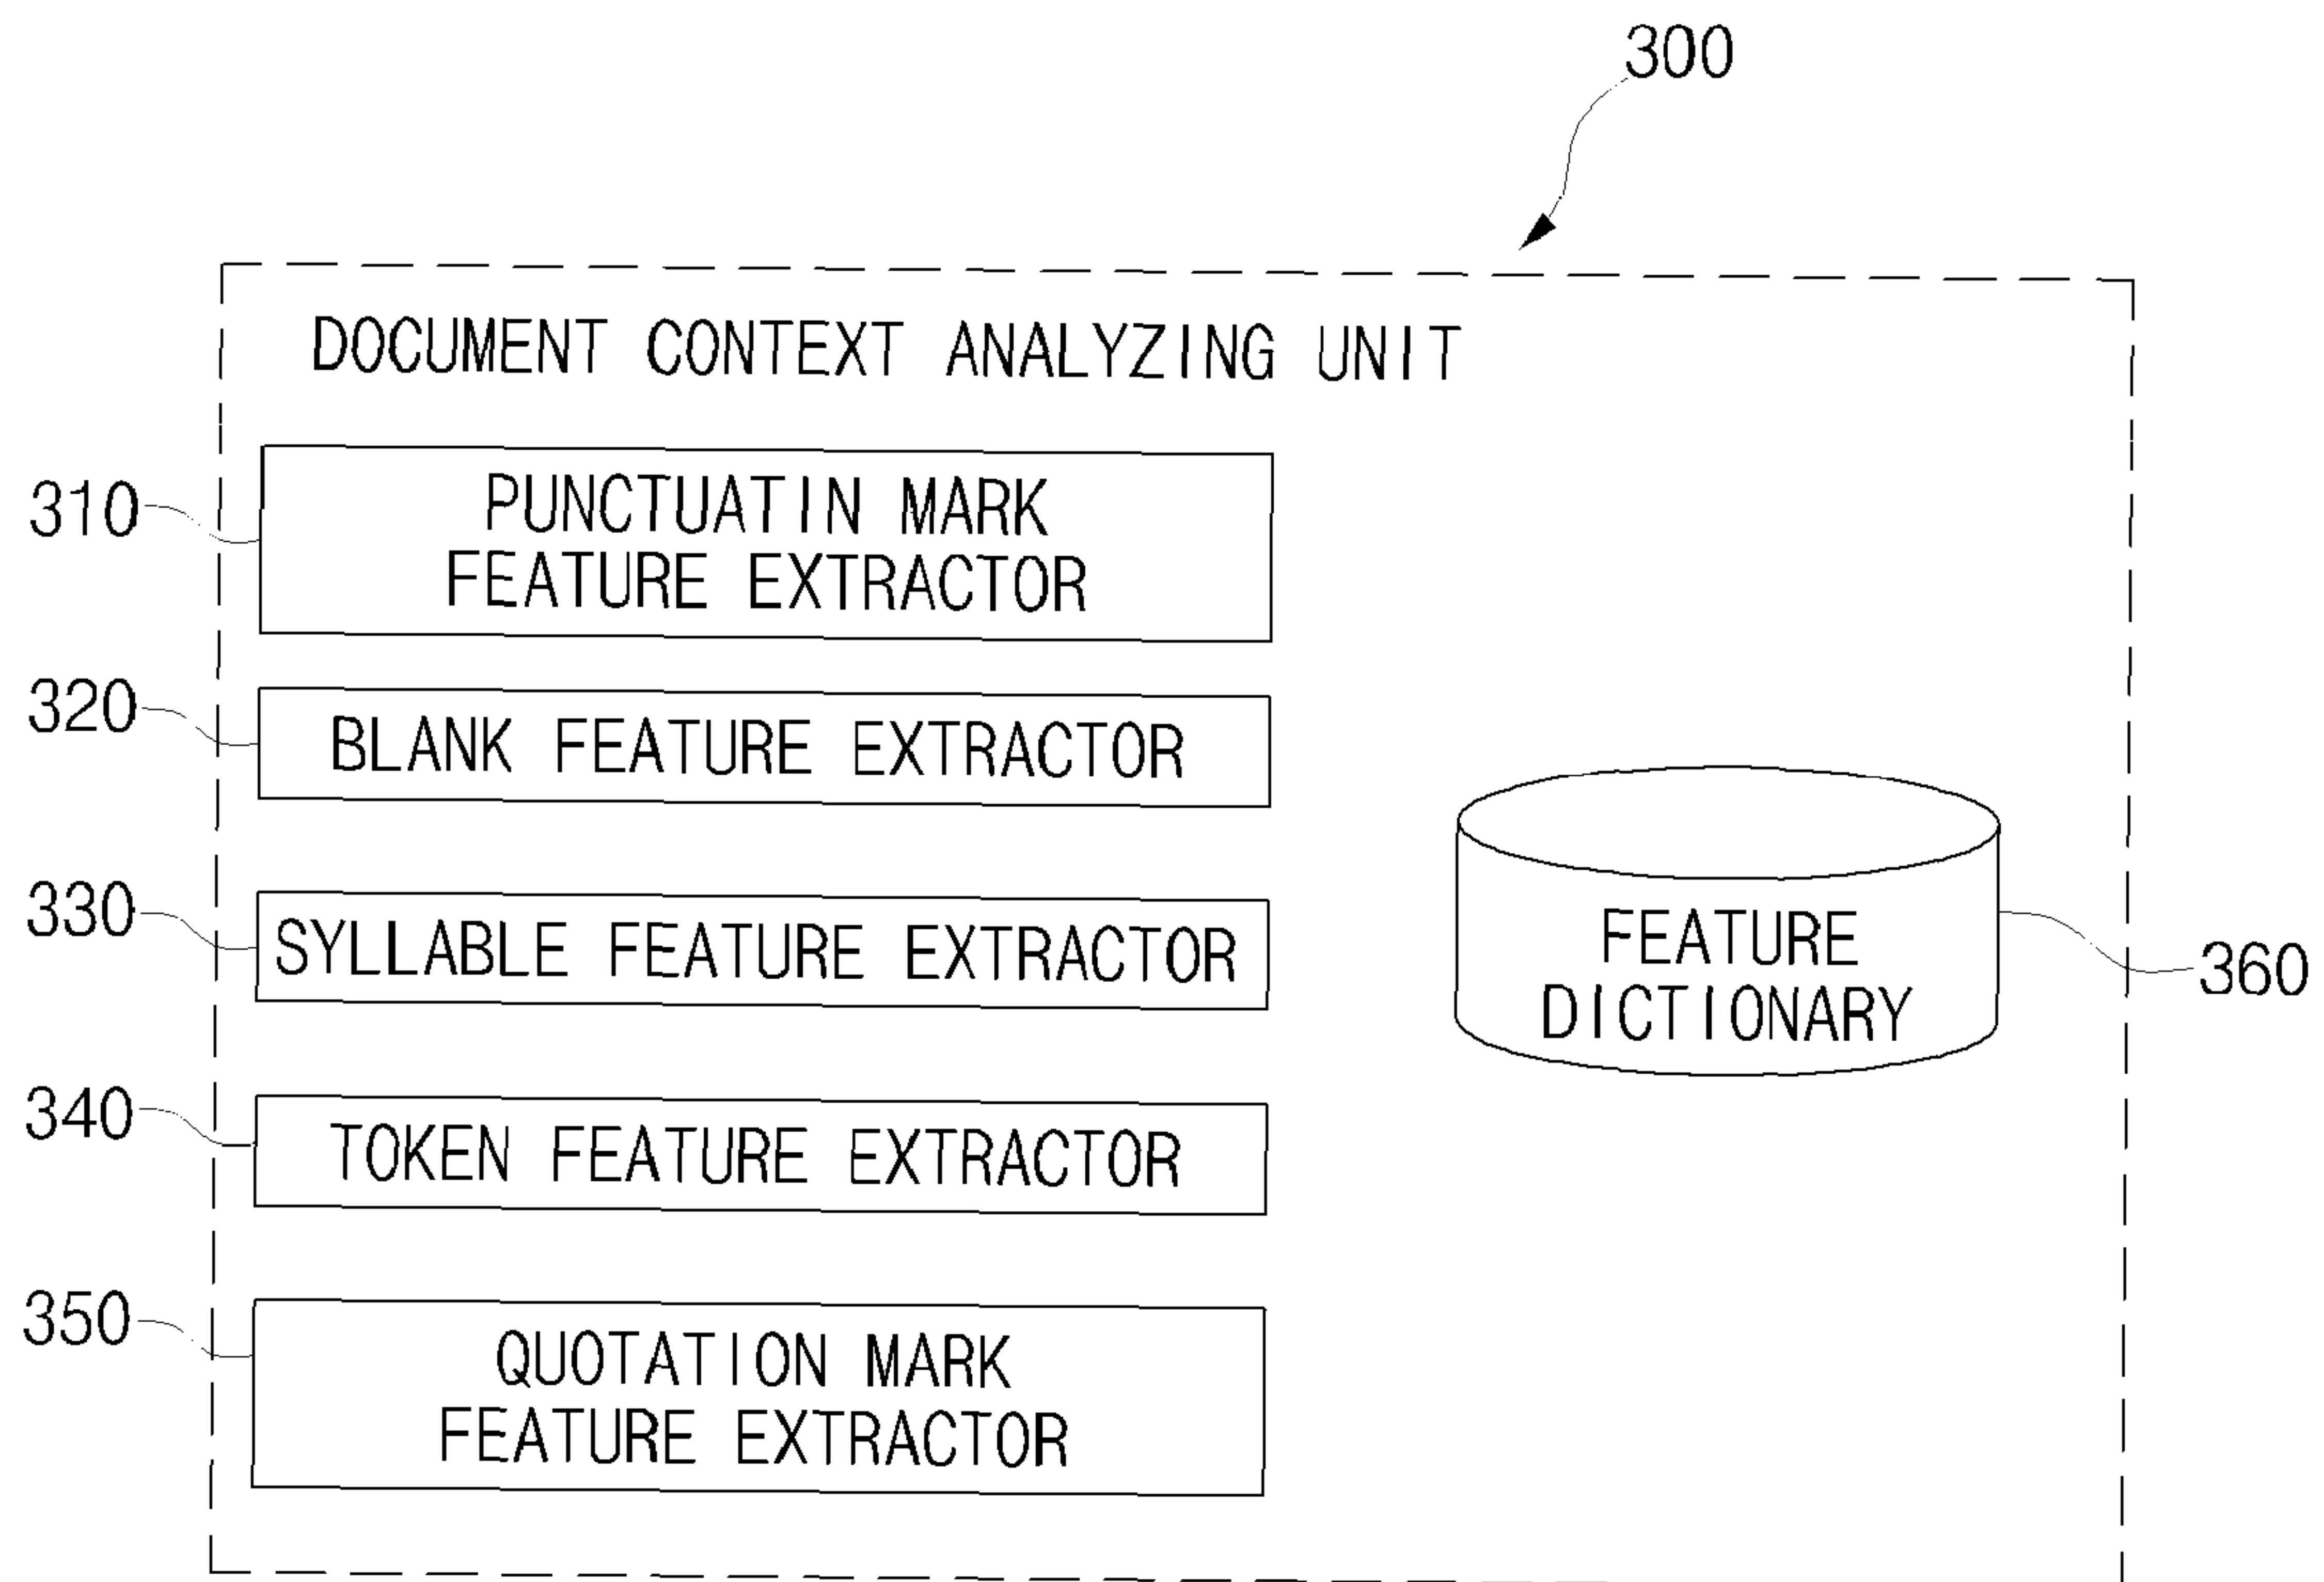 300
DOCUMENT CONTEXT ANALYZING UNIT
310
PUNCTUATIN MARK
FEATURE EXTRACTOR
320
BLANK FEATURE EXTRACTOR
330
SYLLABLE FEATURE EXTRACTOR
FEATURE
DICTIONARY
360
340
TOKEN FEATURE EXTRACTOR
350
QUOTATION MARK
FEATURE EXTRACTOR